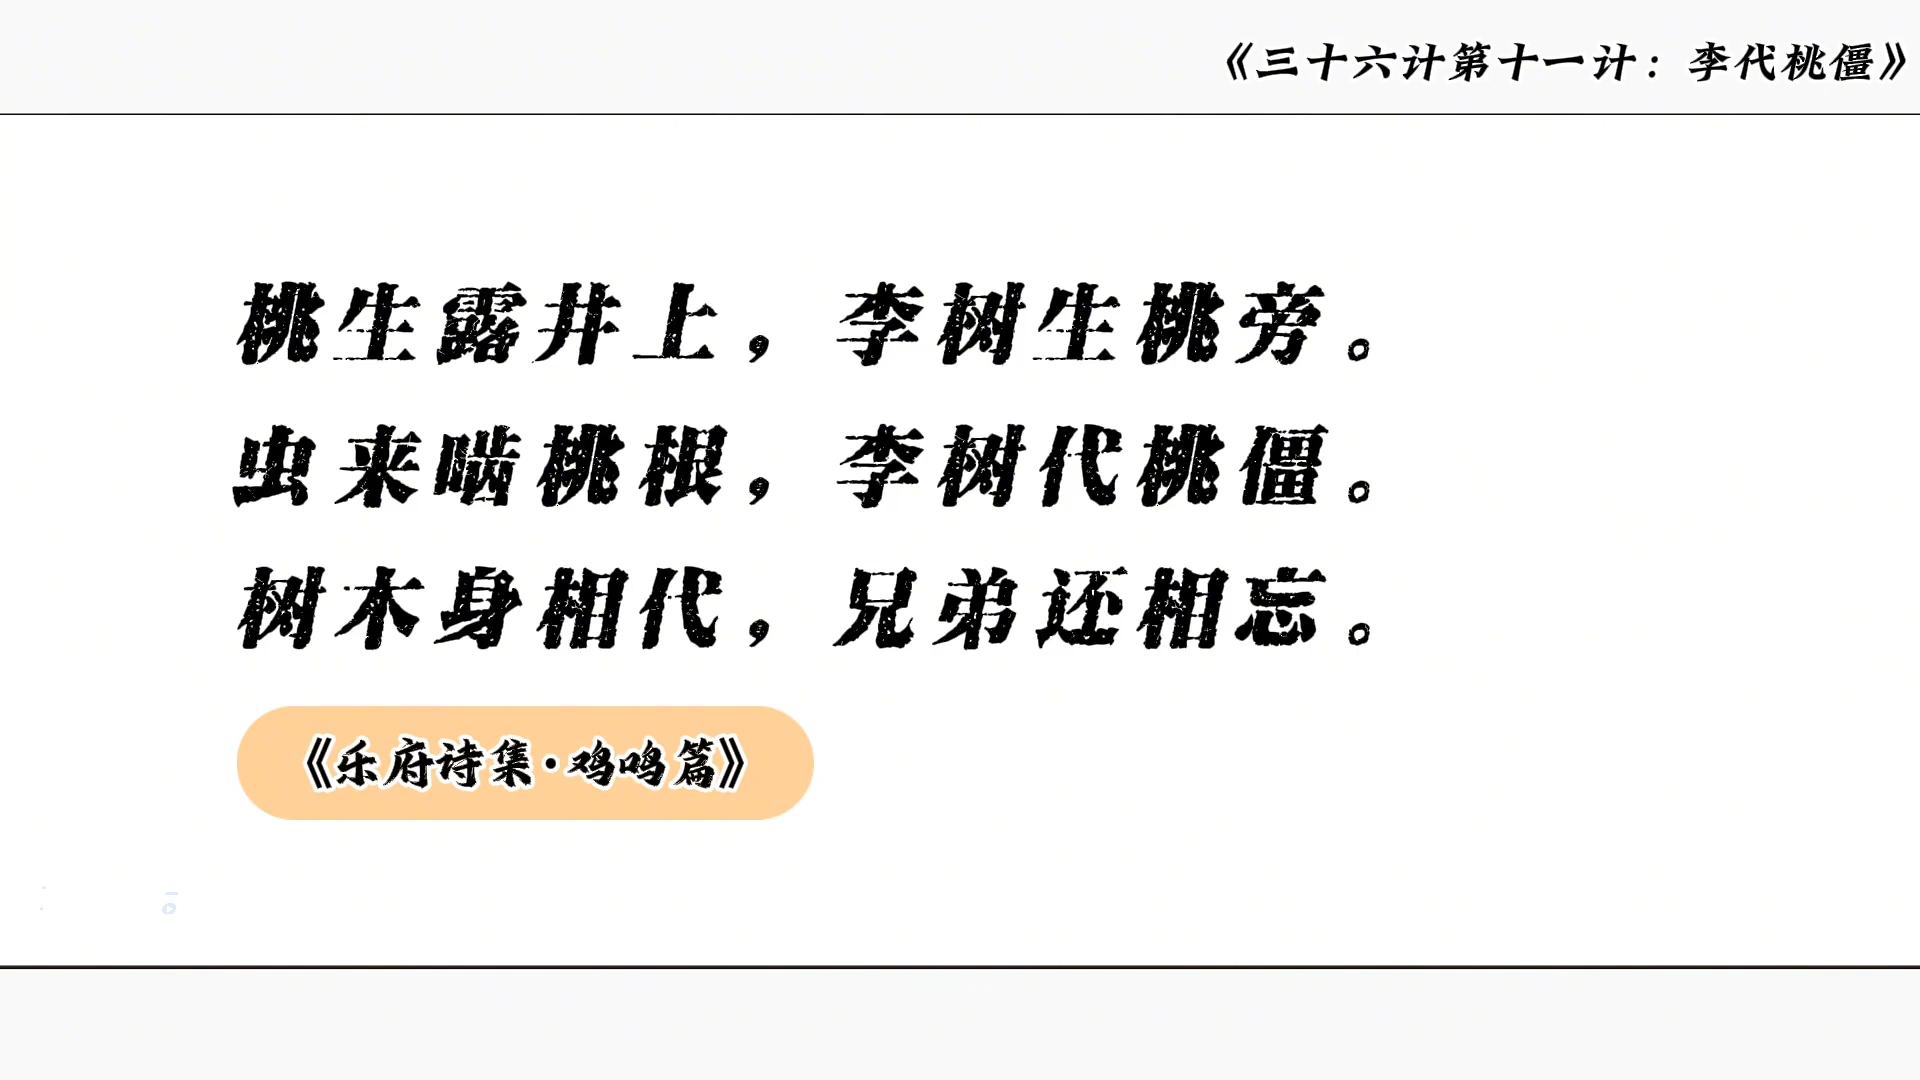 《三十六计第十一计：李代桃僵》
桃生露井上，李树生桃旁。
虫来啮桃根，李树代桃僵。
树木身相代，兄弟还相忘。
《乐府诗集·鸡鸣篇》